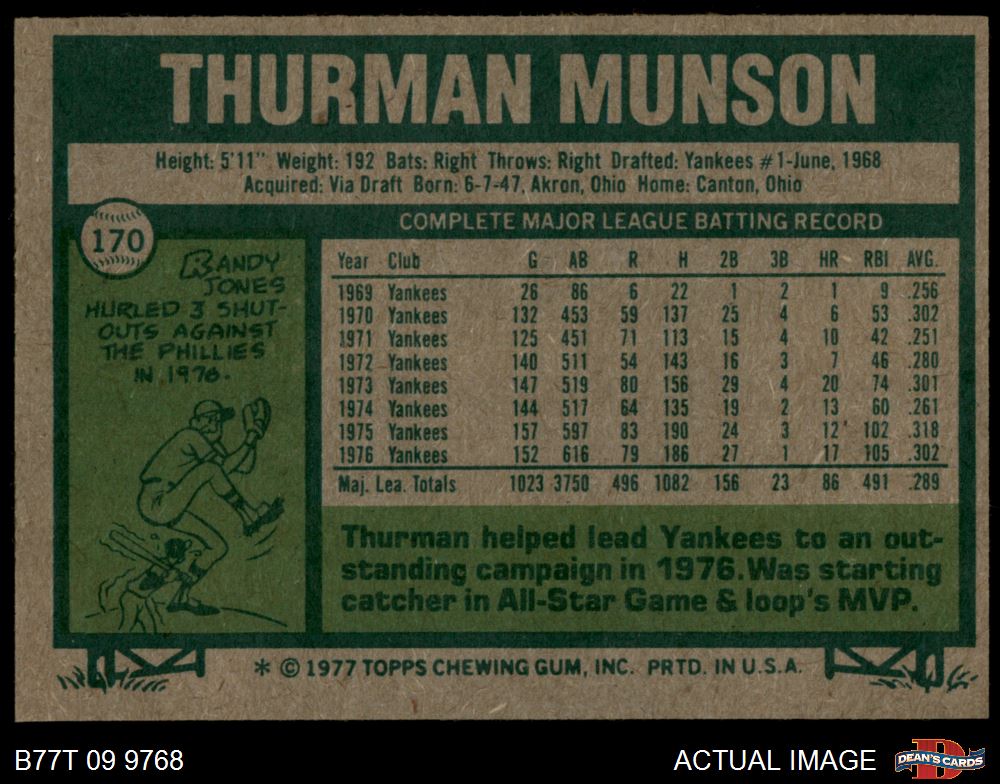 THURMAN MUNSON
Height: 5'11" Weight: 192 Bats: Right Throws: Right Drafted: Yankees #1-June, 1968
Acquired: Via Draft Born: 6-7-47, Akron, Ohio Home: Canton, Ohio
170
RANDY
JONES
HURLED 3 SHUT-
OUTS AGAINST
THE PHILLIES
IN 1976.
COMPLETE MAJOR LEAGUE BATTING RECORD
Year Club G AB R H 2B 3B HR RBI AVG.
1969 Yankees 26 86 6 22 1 2 1 9 .256
1970 Yankees 132 453 59 137 25 4 6 53 .302
1971 Yankees 125 451 71 113 15 4 10 42 .251
1972 Yankees 140 511 54 143 16 3 7 46 .280
1973 Yankees 147 519 80 156 29 4 20 74 .301
1974 Yankees 144 517 64 135 19 2 13 60 .261
1975 Yankees 157 597 83 190 24 3 12 102 .318
1976 Yankees 152 616 79 186 27 1 17 105 .302
Maj. Lea. Totals 1023 3750 496 1082 156 23 86 491 .289
Thurman helped lead Yankees to an out-
standing campaign in 1976. Was starting
catcher in All-Star Game & loop's MVP.
* © 1977 TOPPS CHEWING GUM, INC. PRTD. IN U.S.A.
B77T 09 9768
ACTUAL IMAGE
DEAN'S CARDS